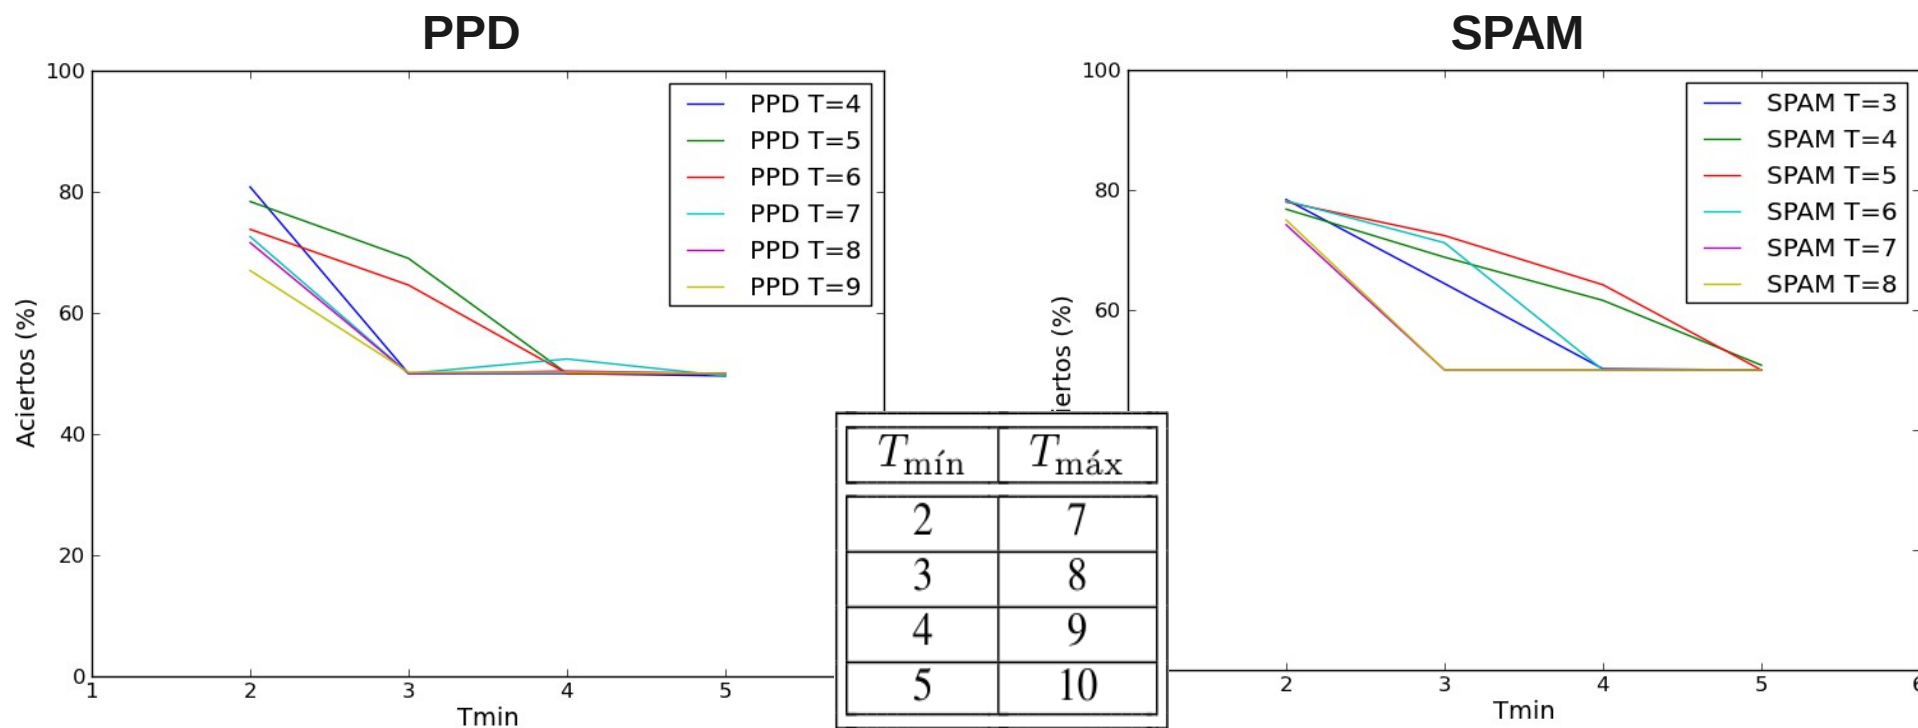 PPD
100
80
60
40
20
0
1
2
3
4
5
Aciertos (%)
Tmin
PPD T=4
PPD T=5
PPD T=6
PPD T=7
PPD T=8
PPD T=9
SPAM
100
80
60
iertos (%)
2
3
4
5
Tmin
SPAM T=3
SPAM T=4
SPAM T=5
SPAM T=6
SPAM T=7
SPAM T=8
Tmín Tmáx
2 7
3 8
4 9
5 10